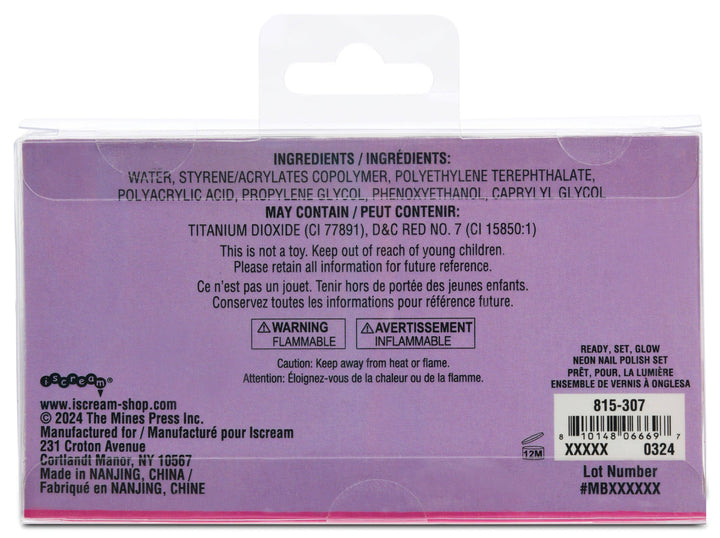 INGREDIENTS / INGRÉDIENTS:
WATER, STYRENE/ACRYLATES COPOLYMER, POLYETHYLENE TEREPHTHALATE,
POLYACRYLIC ACID, PROPYLENE GLYCOL, PHENOXYETHANOL, CAPRYLYL GLYCOL
MAY CONTAIN / PEUT CONTENIR:
TITANIUM DIOXIDE (CI 77891), D&C RED NO. 7 (CI 15850:1)
This is not a toy. Keep out of reach of young children.
Please retain all information for future reference.
Ce n'est pas un jouet. Tenir hors de portée des jeunes enfants.
Conservez toutes les informations pour référence future.
⚠WARNING
FLAMMABLE
⚠AVERTISSEMENT
INFLAMMABLE
Caution: Keep away from heat or flame.
Attention: Éloignez-vous de la chaleur ou de la flamme.
iscream®
www.iscream-shop.com
© 2024 The Mines Press Inc.
Manufactured for / Manufacturé pour Iscream
231 Croton Avenue
Cortlandt Manor, NY 10567
Made in NANJING, CHINA /
Fabriqué en NANJING, CHINE
12M
READY, SET, GLOW
NEON NAIL POLISH SET
PRÊT, POUR, LA LUMIÈRE
ENSEMBLE DE VERNIS À ONGLESA
815-307
8 10148 06669 7
XXXXX 0324
Lot Number
#MBXXXXXX